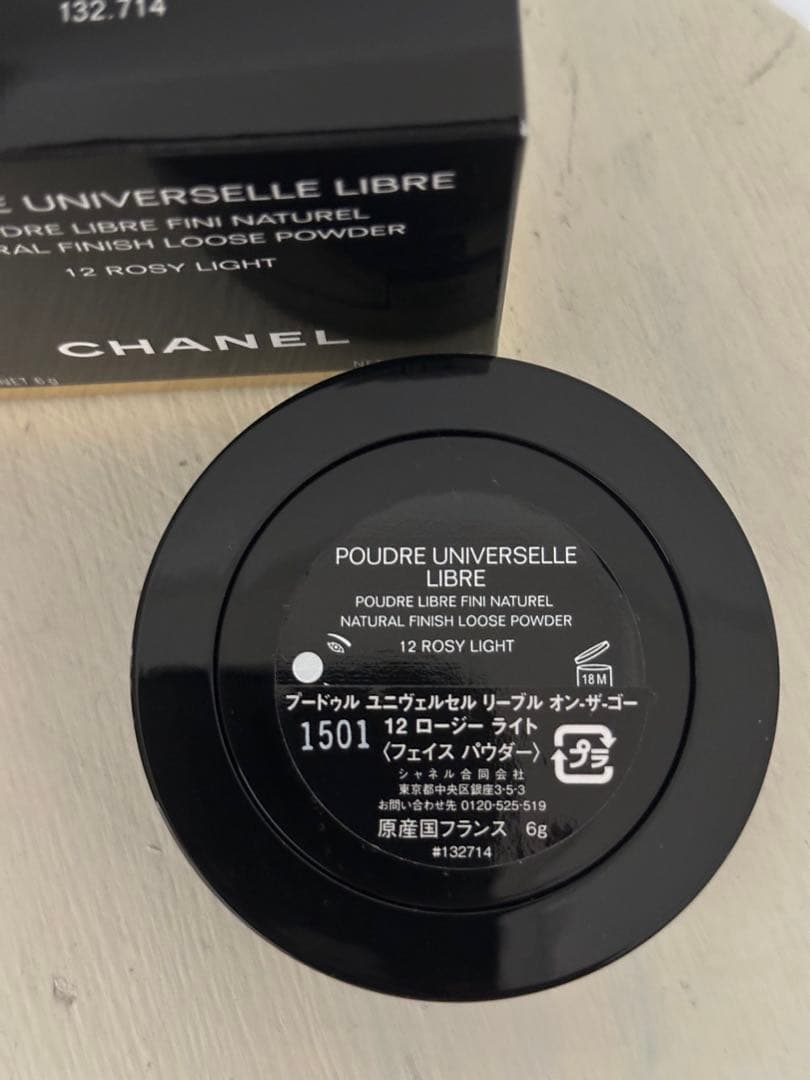 132.714
UNIVERSELLE LIBRE
LIBRE FINI NATUREL
FINISH LOOSE POWDER
12 ROSY LIGHT
CHANEL
NET 6 g
POUDRE UNIVERSELLE
LIBRE
POUDRE LIBRE FINI NATUREL
NATURAL FINISH LOOSE POWDER
12 ROSY LIGHT
18 M
プードゥル ユニヴェルセル リーブル オン-ザ-ゴー
1501
12 ロージー ライト
〈フェイス パウダー〉
プラ
シャネル合同会社
東京都中央区銀座3-5-3
お問い合わせ先 0120-525-519
原産国フランス 6g
#132714